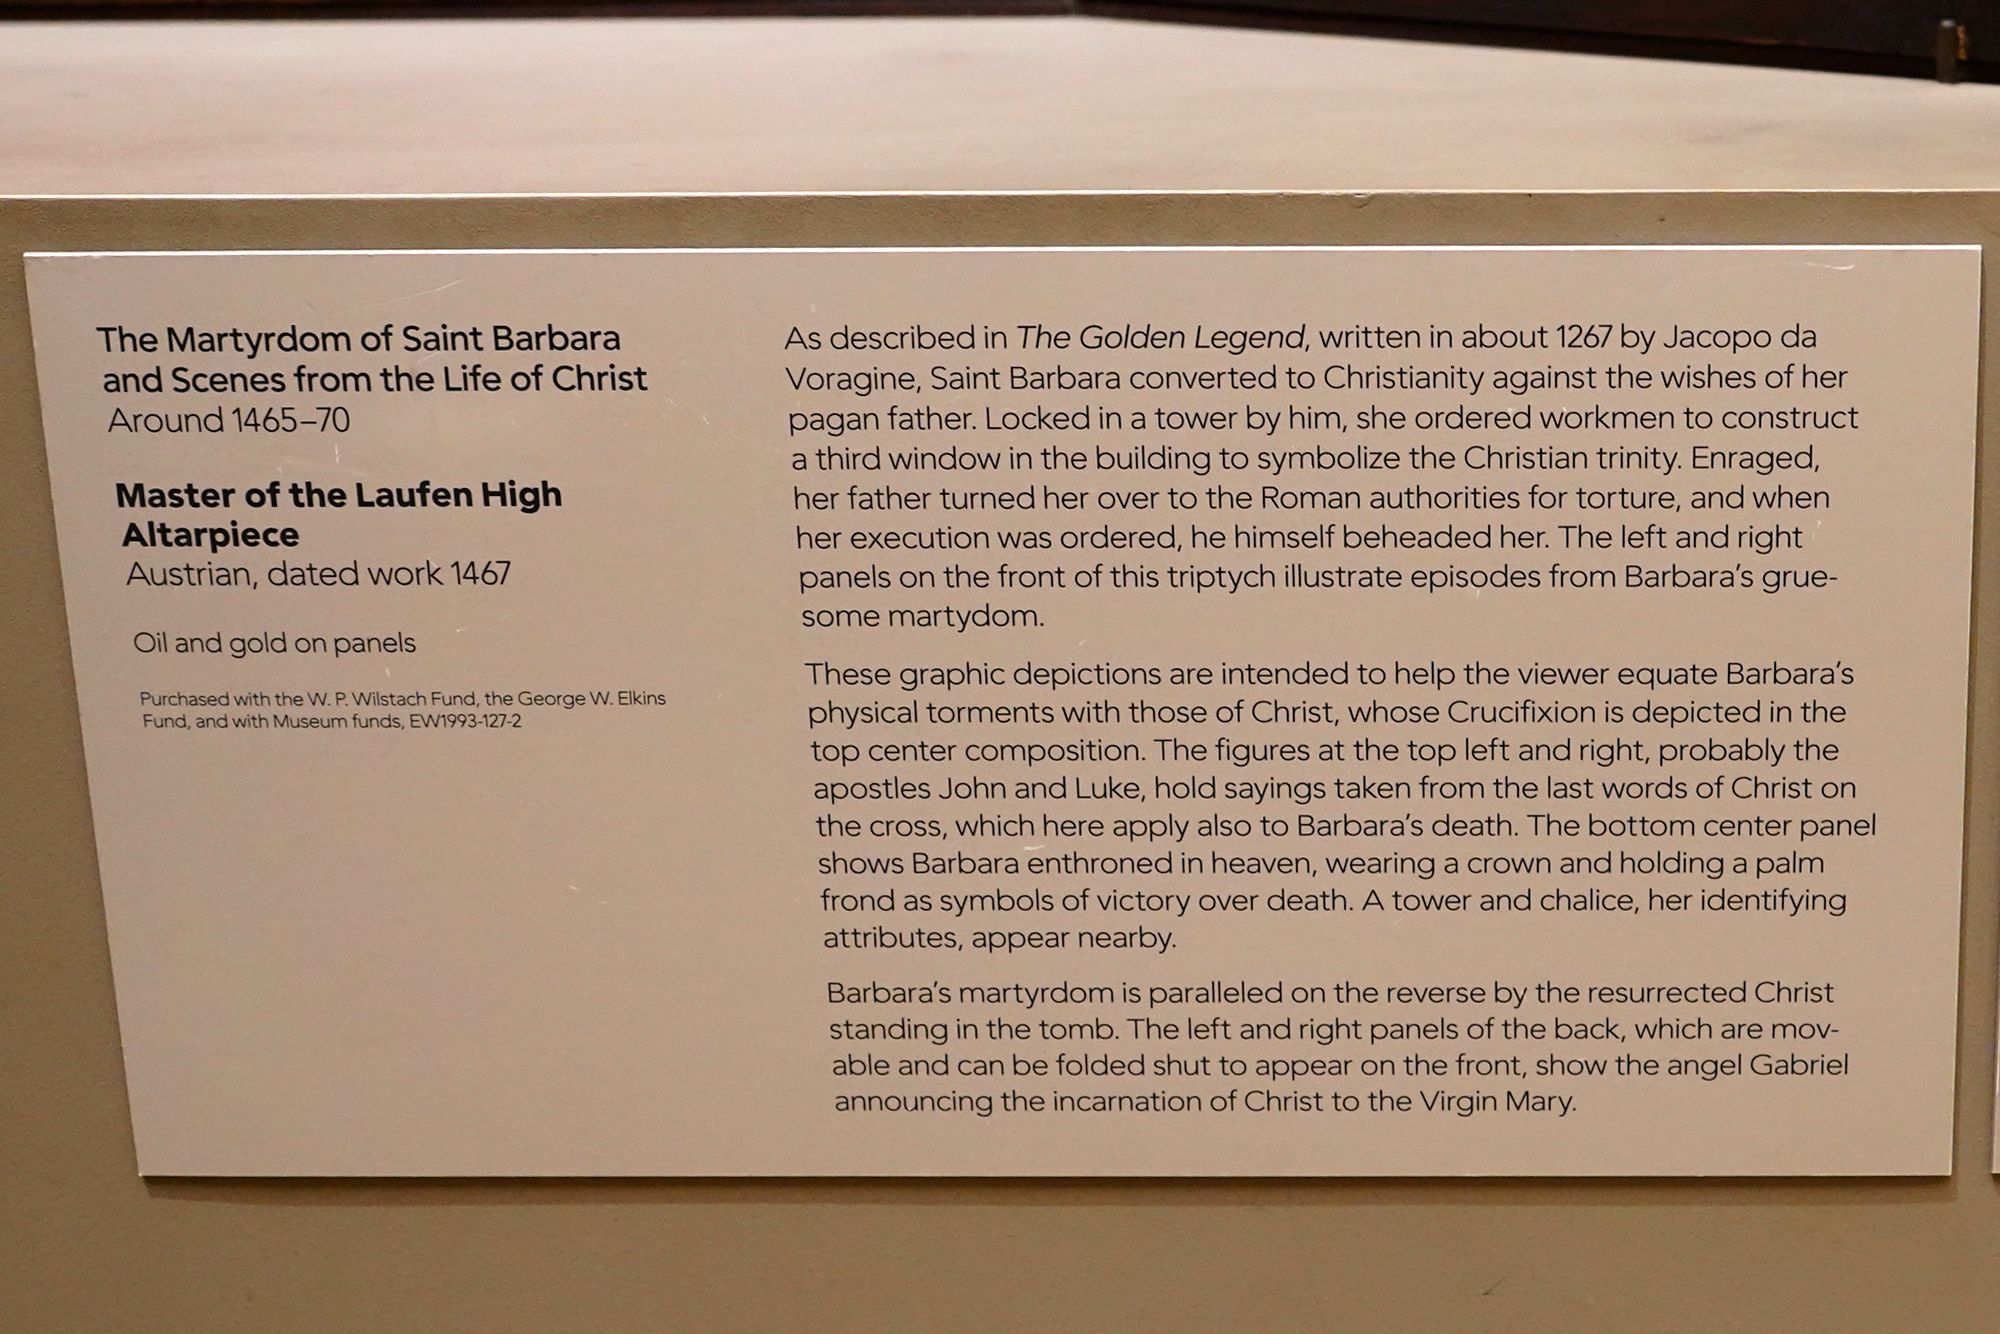 The Martyrdom of Saint Barbara
and Scenes from the Life of Christ
Around 1465–70
Master of the Laufen High
Altarpiece
Austrian, dated work 1467
Oil and gold on panels
Purchased with the W. P. Wilstach Fund, the George W. Elkins
Fund, and with Museum funds, EW1993-127-2
As described in The Golden Legend, written in about 1267 by Jacopo da
Voragine, Saint Barbara converted to Christianity against the wishes of her
pagan father. Locked in a tower by him, she ordered workmen to construct
a third window in the building to symbolize the Christian trinity. Enraged,
her father turned her over to the Roman authorities for torture, and when
her execution was ordered, he himself beheaded her. The left and right
panels on the front of this triptych illustrate episodes from Barbara's grue-
some martydom.
These graphic depictions are intended to help the viewer equate Barbara's
physical torments with those of Christ, whose Crucifixion is depicted in the
top center composition. The figures at the top left and right, probably the
apostles John and Luke, hold sayings taken from the last words of Christ on
the cross, which here apply also to Barbara's death. The bottom center panel
shows Barbara enthroned in heaven, wearing a crown and holding a palm
frond as symbols of victory over death. A tower and chalice, her identifying
attributes, appear nearby.
Barbara's martyrdom is paralleled on the reverse by the resurrected Christ
standing in the tomb. The left and right panels of the back, which are mov-
able and can be folded shut to appear on the front, show the angel Gabriel
announcing the incarnation of Christ to the Virgin Mary.